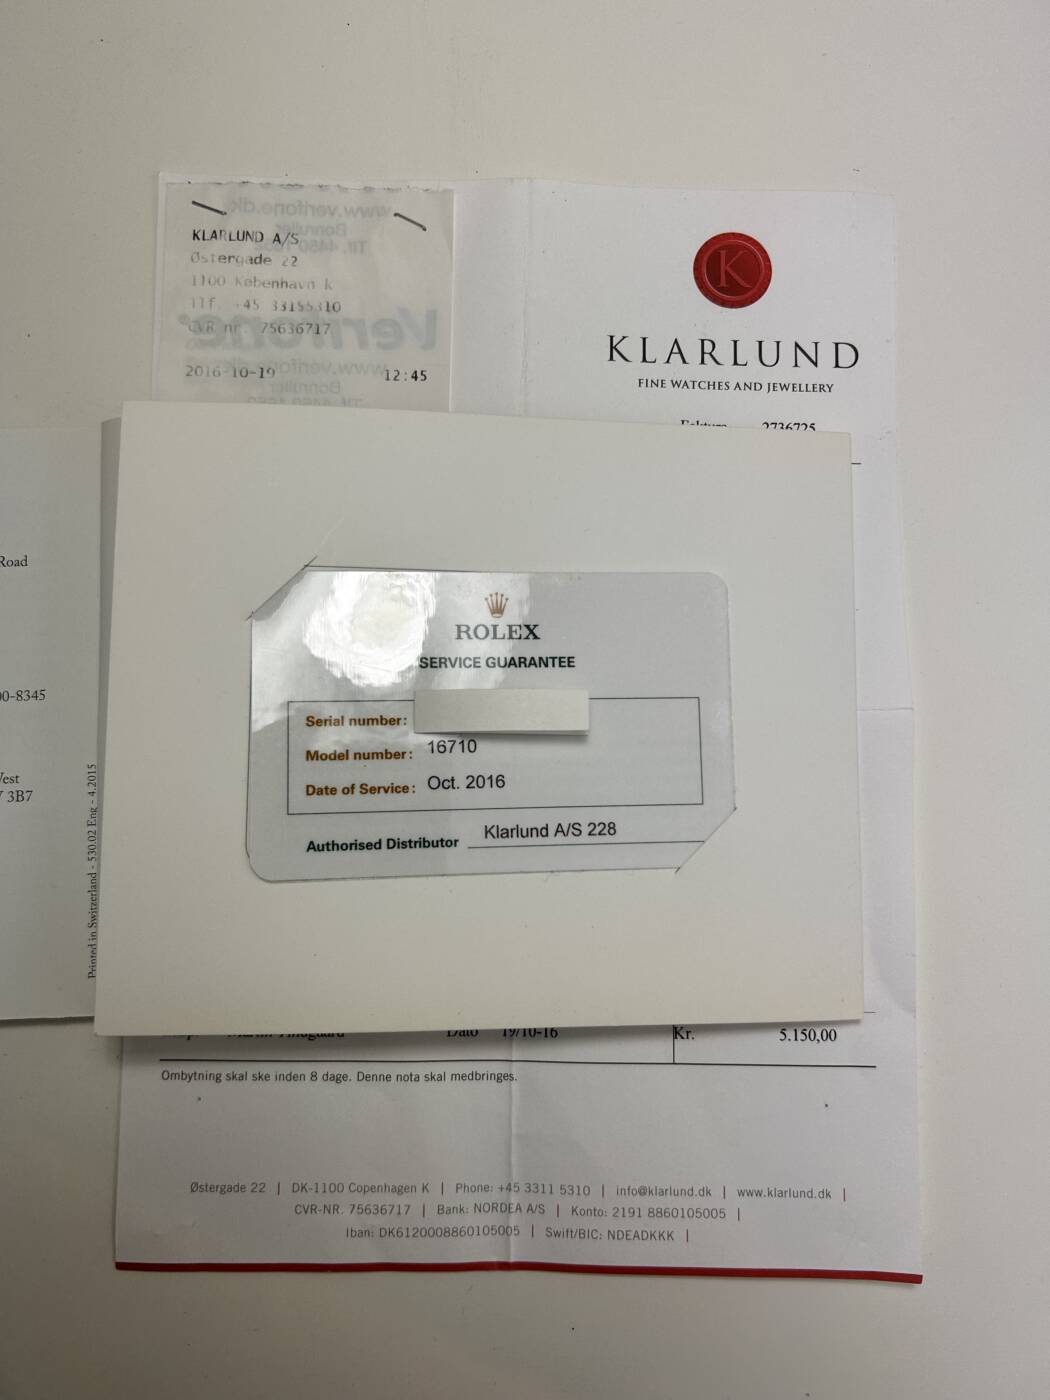 KLARLUND A/S
Østergade 22
1100 København K
Tlf. +45 33155310
CVR nr. 75636717
2016-10-19 12:45
K
KLARLUND
FINE WATCHES AND JEWELLERY
Faktura 2736725
Road
00-8345
3B7
Printed in Switzerland - 530.02 Eng - 4.2015
ROLEX
SERVICE GUARANTEE
Serial number:
Model number: 16710
Date of Service: Oct. 2016
Authorised Distributor Klarlund A/S 228
Dato 19/10-16 Kr. 5.150,00
Ombytning skal ske inden 8 dage. Denne nota skal medbringes.
Østergade 22 | DK-1100 Copenhagen K | Phone: +45 3311 5310 | info@klarlund.dk | www.klarlund.dk |
CVR-NR. 75636717 | Bank: NORDEA A/S | Konto: 2191 8860105005 |
Iban: DK6120008860105005 | Swift/BIC: NDEADKKK |